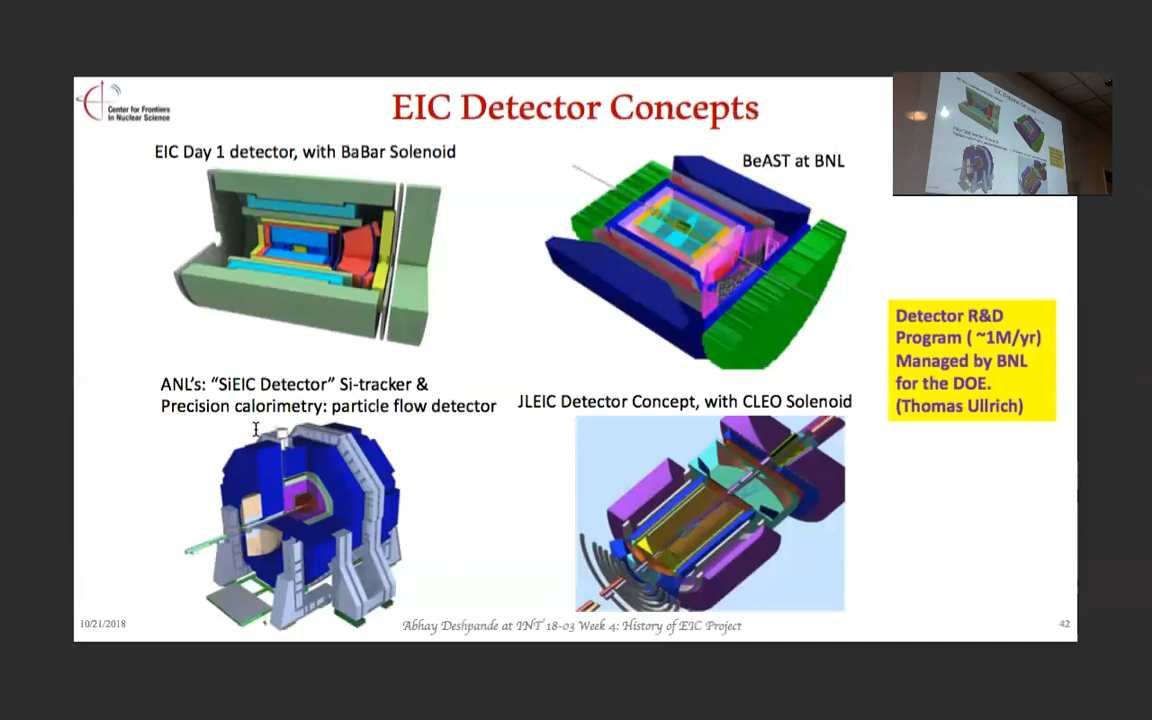 Center for Frontiers
in Nuclear Science
EIC Detector Concepts
EIC Day 1 detector, with BaBar Solenoid
BeAST at BNL
Detector R&D
Program ( ~1M/yr)
Managed by BNL
for the DOE.
(Thomas Ullrich)
ANL's: “SiEIC Detector” Si-tracker &
Precision calorimetry: particle flow detector
JLEIC Detector Concept, with CLEO Solenoid
10/21/2018
Abhay Deshpande at INT 18-03 Week 4: History of EIC Project
42